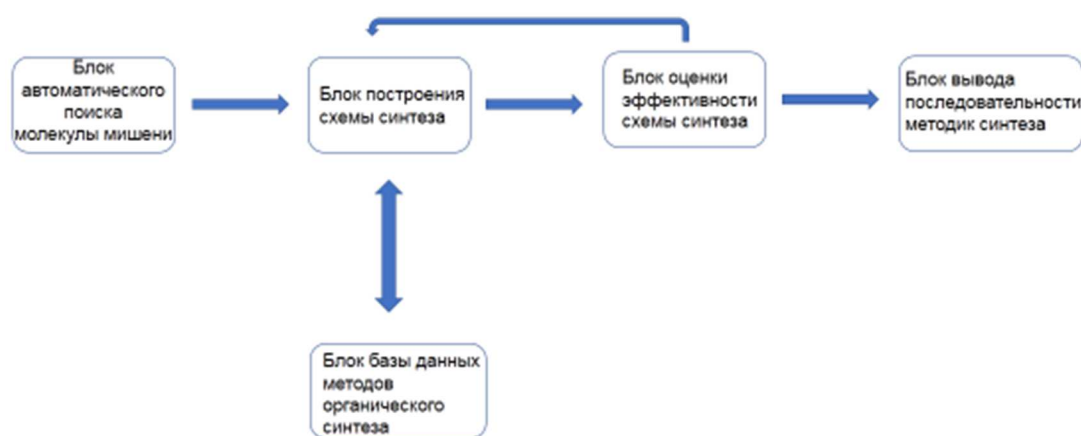 Блок
автоматического
поиска
молекулы мишени
Блок построения
схемы синтеза
Блок оценки
эффективности
схемы синтеза
Блок вывода
последовательности
методик синтеза
Блок базы данных
методов
органического
синтеза